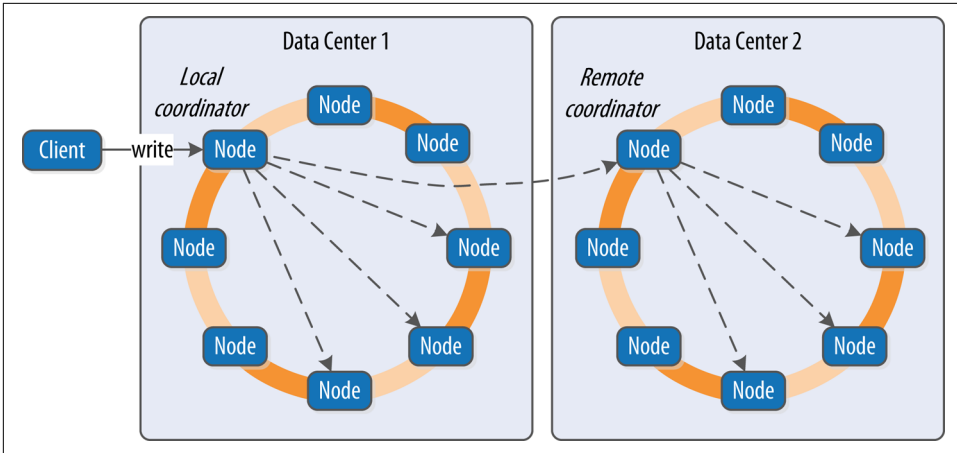 Data Center 1
Local
coordinator
Node
Node
Client
write
Node
Node
Node
Node
Node
Node
Data Center 2
Remote
coordinator
Node
Node
Node
Node
Node
Node
Node
Node